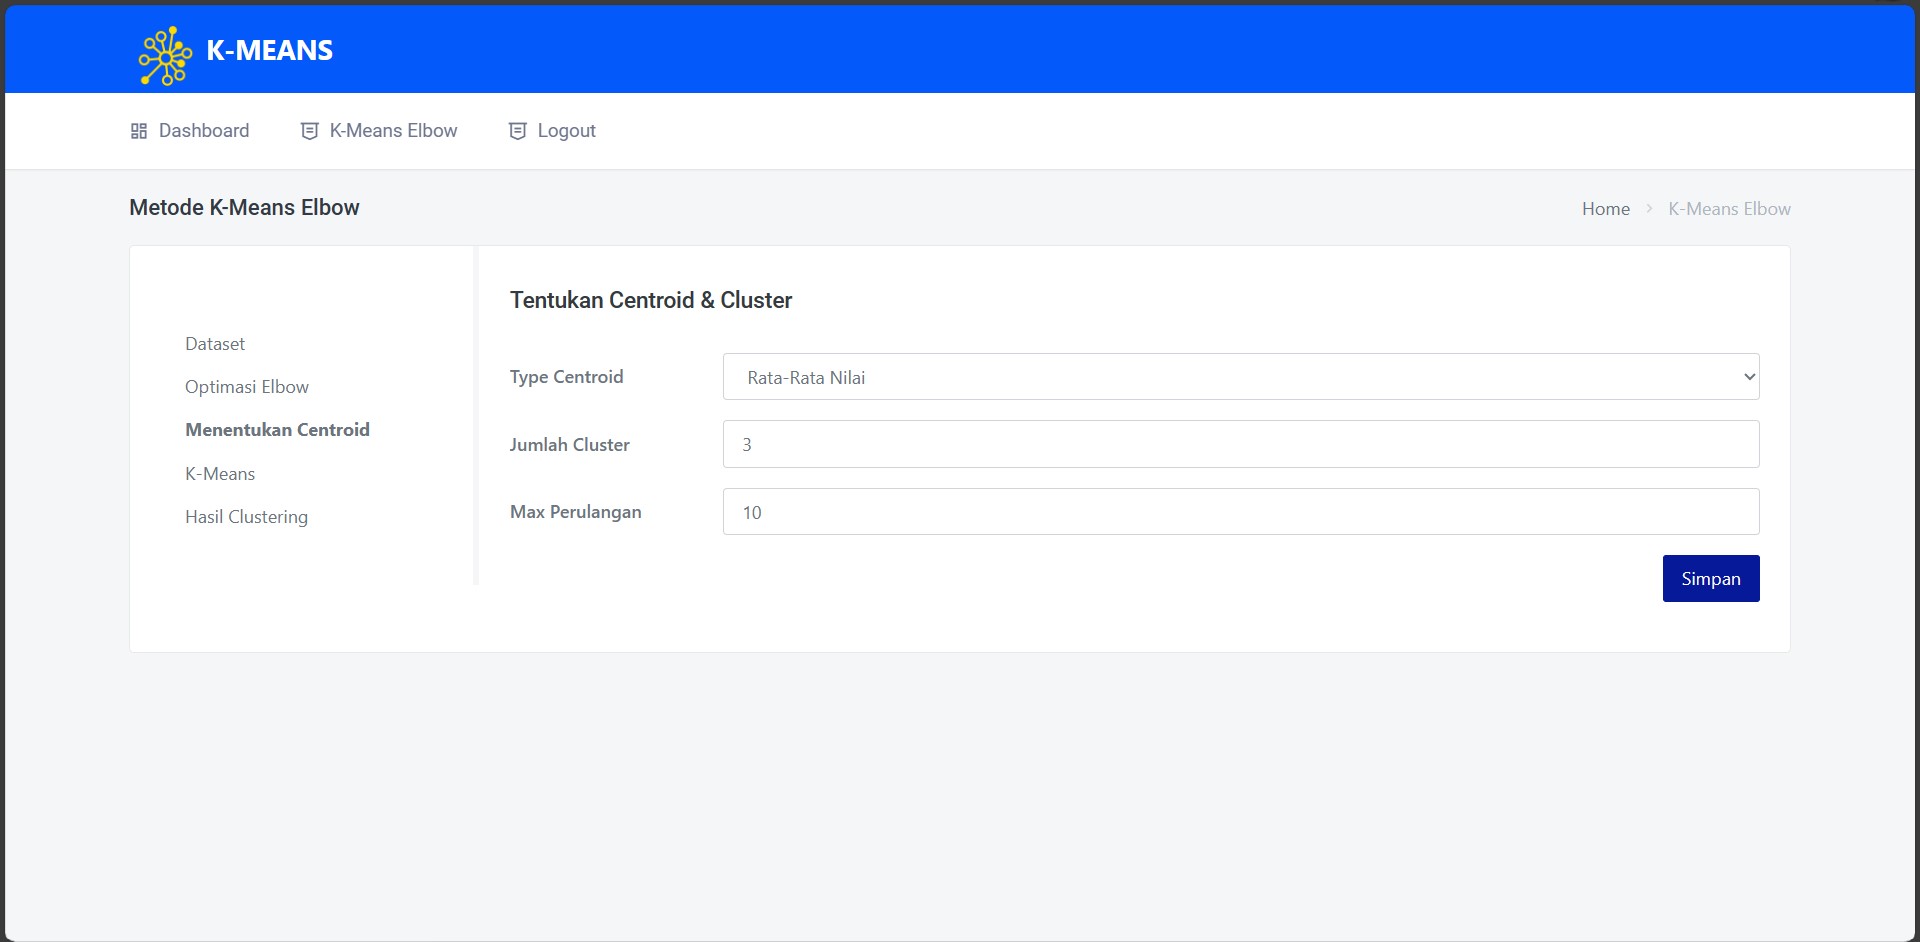 K-MEANS
Dashboard
K-Means Elbow
Logout
Metode K-Means Elbow
Home > K-Means Elbow
Dataset
Optimasi Elbow
Menentukan Centroid
K-Means
Hasil Clustering
Tentukan Centroid & Cluster
Type Centroid
Rata-Rata Nilai
Jumlah Cluster
3
Max Perulangan
10
Simpan